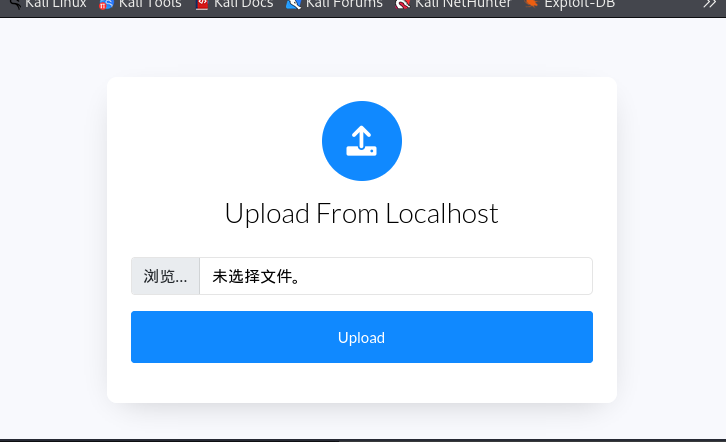 Kali Linux Kali Tools Kali Docs Kali Forums Kali NetHunter Exploit-DB
Upload From Localhost
浏览... 未选择文件。
Upload